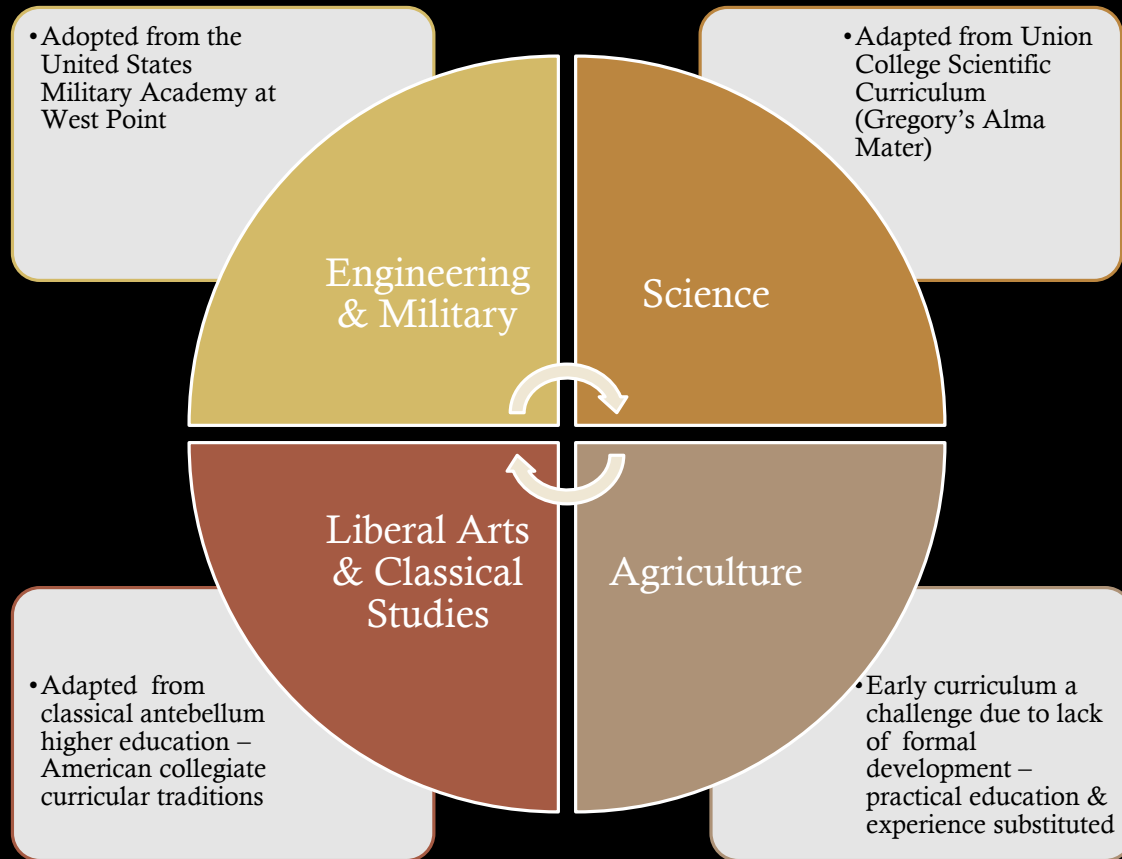 •Adopted from the
United States
Military Academy at
West Point
•Adapted from Union
College Scientific
Curriculum
(Gregory's Alma
Mater)
Engineering
& Military
Science
Liberal Arts
& Classical
Studies
Agriculture
•Adapted from
classical antebellum
higher education –
American collegiate
curricular traditions
•Early curriculum a
challenge due to lack
of formal
development –
practical education &
experience substituted